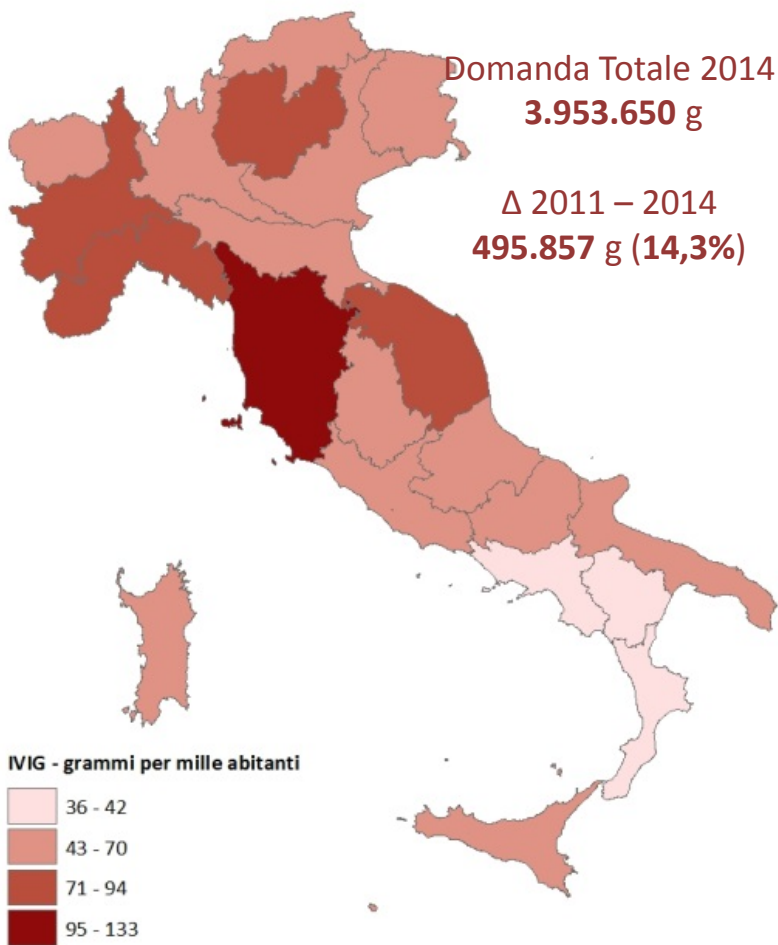 Domanda Totale 2014
3.953.650 g
Δ 2011 – 2014
495.857 g (14,3%)
IVIG - grammi per mille abitanti
36 - 42
43 - 70
71 - 94
95 - 133